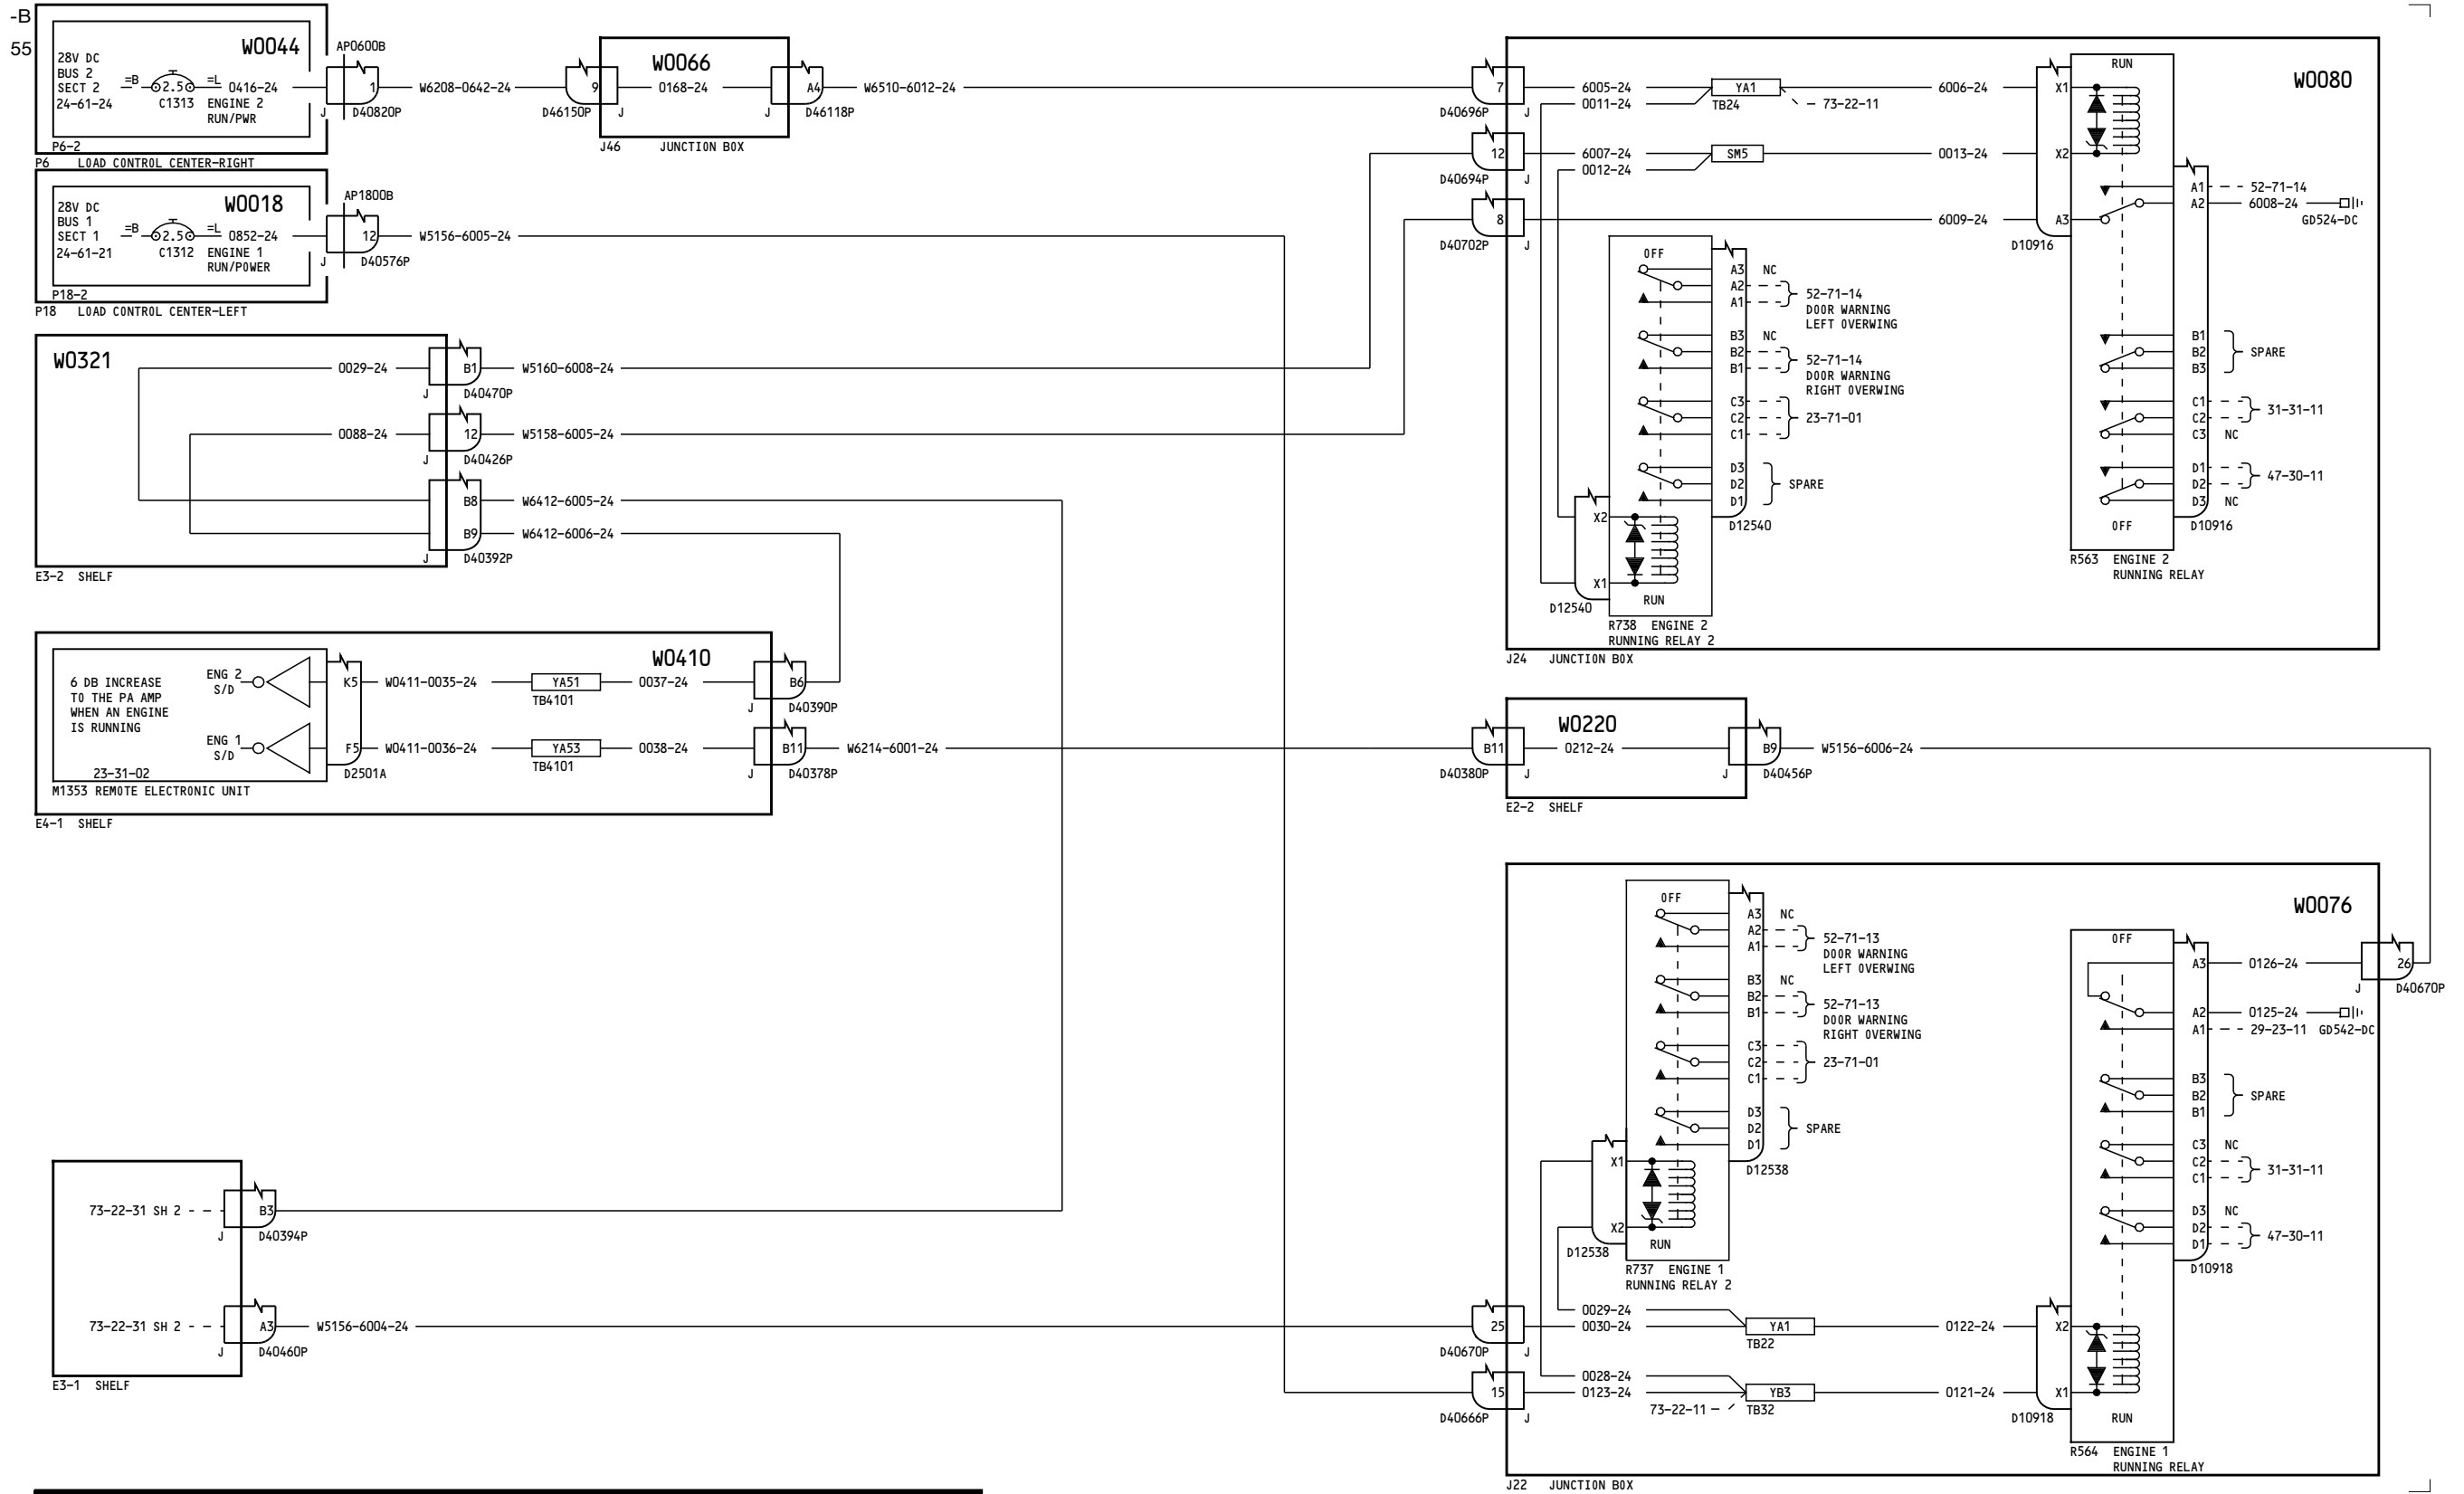 -B
55
28V DC
BUS 2
SECT 2
24-61-24
=B
2.5
C1313
=L
W0044
0416-24
ENGINE 2
RUN/PWR
P6-2
P6 LOAD CONTROL CENTER-RIGHT
AP0600B
1
J
D40820P
W6208-0642-24
9
D46150P
J
W0066
0168-24
A4
J
D46118P
J46 JUNCTION BOX
W6510-6012-24
28V DC
BUS 1
SECT 1
24-61-21
=B
2.5
C1312
=L
W0018
0852-24
ENGINE 1
RUN/POWER
P18-2
P18 LOAD CONTROL CENTER-LEFT
AP1800B
12
J
D40576P
W5156-6005-24
W0321
0029-24
B1
J
D40470P
W5160-6008-24
0088-24
12
J
D40426P
W5158-6005-24
B8
W6412-6005-24
B9
W6412-6006-24
J
D40392P
E3-2 SHELF
6 DB INCREASE
TO THE PA AMP
WHEN AN ENGINE
IS RUNNING
23-31-02
ENG 2
S/D
ENG 1
S/D
K5
F5
D2501A
M1353 REMOTE ELECTRONIC UNIT
W0410
W0411-0035-24
YA51
TB4101
0037-24
B6
J
D40390P
W0411-0036-24
YA53
TB4101
0038-24
B11
J
D40378P
W6214-6001-24
E4-1 SHELF
73-22-31 SH 2
B3
J
D40394P
73-22-31 SH 2
A3
J
D40460P
W5156-6004-24
E3-1 SHELF
7
D40696P
J
12
D40694P
J
8
D40702P
J
W0080
6005-24
0011-24
YA1
TB24
73-22-11
6006-24
6007-24
0012-24
SM5
0013-24
6009-24
X1
X2
A3
D10916
RUN
A1
52-71-14
A2
6008-24
GD524-DC
B1
B2
B3
SPARE
C1
C2
31-31-11
C3
NC
D1
D2
47-30-11
D3
NC
OFF
D10916
R563 ENGINE 2
RUNNING RELAY
OFF
A3
NC
A2
A1
52-71-14
DOOR WARNING
LEFT OVERWING
B3
NC
B2
B1
52-71-14
DOOR WARNING
RIGHT OVERWING
C3
C2
C1
23-71-01
D3
D2
D1
SPARE
D12540
X2
X1
RUN
D12540
R738 ENGINE 2
RUNNING RELAY 2
J24 JUNCTION BOX
B11
D40380P
J
W0220
0212-24
B9
J
D40456P
W5156-6006-24
E2-2 SHELF
W0076
OFF
A3
NC
A2
A1
52-71-13
DOOR WARNING
LEFT OVERWING
B3
NC
B2
B1
52-71-13
DOOR WARNING
RIGHT OVERWING
C3
C2
C1
23-71-01
D3
D2
D1
SPARE
D12538
X1
X2
D12538
RUN
R737 ENGINE 1
RUNNING RELAY 2
OFF
A3
0126-24
26
J
D40670P
A2
0125-24
A1
29-23-11
GD542-DC
B3
B2
B1
SPARE
C3
NC
C2
C1
31-31-11
D3
NC
D2
D1
47-30-11
D10918
25
D40670P
J
0029-24
0030-24
YA1
TB22
0122-24
X2
15
D40666P
J
0028-24
0123-24
73-22-11
YB3
TB32
0121-24
X1
D10918
RUN
R564 ENGINE 1
RUNNING RELAY
J22 JUNCTION BOX